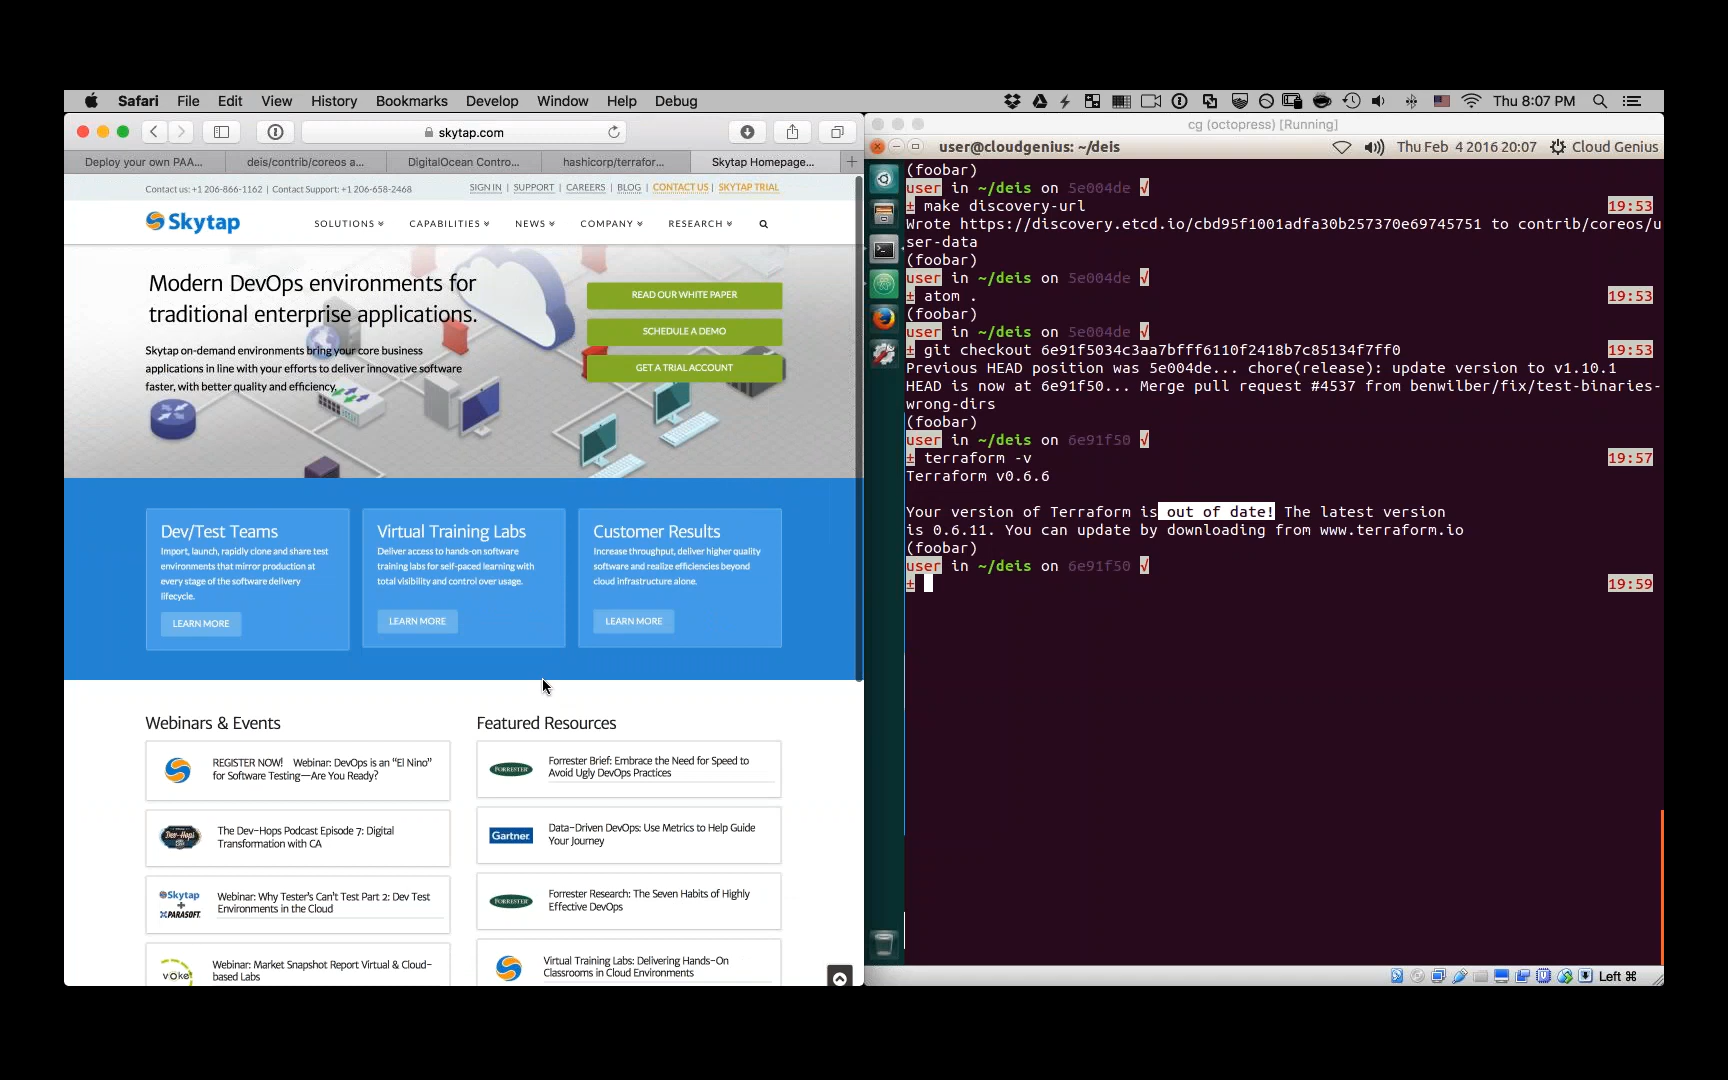 Safari File Edit View History Bookmarks Develop Window Help Debug
Thu 8:07 PM
skytap.com
Deploy your own PAA...
deis/contrib/coreos a...
DigitalOcean Contro...
hashicorp/terrafor...
Skytap Homepage...
Contact us: +1 206-866-1162 | Contact Support: +1 206-658-2468
SIGN IN | SUPPORT | CAREERS | BLOG | CONTACT US | SKYTAP TRIAL
Skytap
SOLUTIONS CAPABILITIES NEWS COMPANY RESEARCH
Modern DevOps environments for
traditional enterprise applications.
Skytap on-demand environments bring your core business
applications in line with your efforts to deliver innovative software
faster, with better quality and efficiency.
READ OUR WHITE PAPER
SCHEDULE A DEMO
GET A TRIAL ACCOUNT
Dev/Test Teams
Import, launch, rapidly clone and share test
environments that mirror production at
every stage of the software delivery
lifecycle.
LEARN MORE
Virtual Training Labs
Deliver access to hands-on software
training labs for self-paced learning with
total visibility and control over usage.
LEARN MORE
Customer Results
Increase throughput, deliver higher quality
software and realize efficiencies beyond
cloud infrastructure alone.
LEARN MORE
Webinars & Events
REGISTER NOW! Webinar: DevOps is an “El Nino”
for Software Testing—Are You Ready?
Dev-Hops
The Dev-Hops Podcast Episode 7: Digital
Transformation with CA
Skytap
+
PARASOFT.
Webinar: Why Tester's Can't Test Part 2: Dev Test
Environments in the Cloud
voke
Webinar: Market Snapshot Report Virtual & Cloud-
based Labs
Featured Resources
FORRESTER
Forrester Brief: Embrace the Need for Speed to
Avoid Ugly DevOps Practices
Gartner
Data-Driven DevOps: Use Metrics to Help Guide
Your Journey
FORRESTER
Forrester Research: The Seven Habits of Highly
Effective DevOps
Virtual Training Labs: Delivering Hands-On
Classrooms in Cloud Environments
cg (octopress) [Running]
user@cloudgenius: ~/deis
Thu Feb 4 2016 20:07 Cloud Genius
(foobar)
user in ~/deis on 5e004de √
± make discovery-url 19:53
Wrote https://discovery.etcd.io/cbd95f1001adfa30b257370e69745751 to contrib/coreos/u
ser-data
(foobar)
user in ~/deis on 5e004de √
± atom . 19:53
(foobar)
user in ~/deis on 5e004de √
± git checkout 6e91f5034c3aa7bfff6110f2418b7c85134f7ff0 19:53
Previous HEAD position was 5e004de... chore(release): update version to v1.10.1
HEAD is now at 6e91f50... Merge pull request #4537 from benwilber/fix/test-binaries-
wrong-dirs
(foobar)
user in ~/deis on 6e91f50 √
± terraform -v 19:57
Terraform v0.6.6
Your version of Terraform is out of date! The latest version
is 0.6.11. You can update by downloading from www.terraform.io
(foobar)
user in ~/deis on 6e91f50 √
± 19:59
Left ⌘